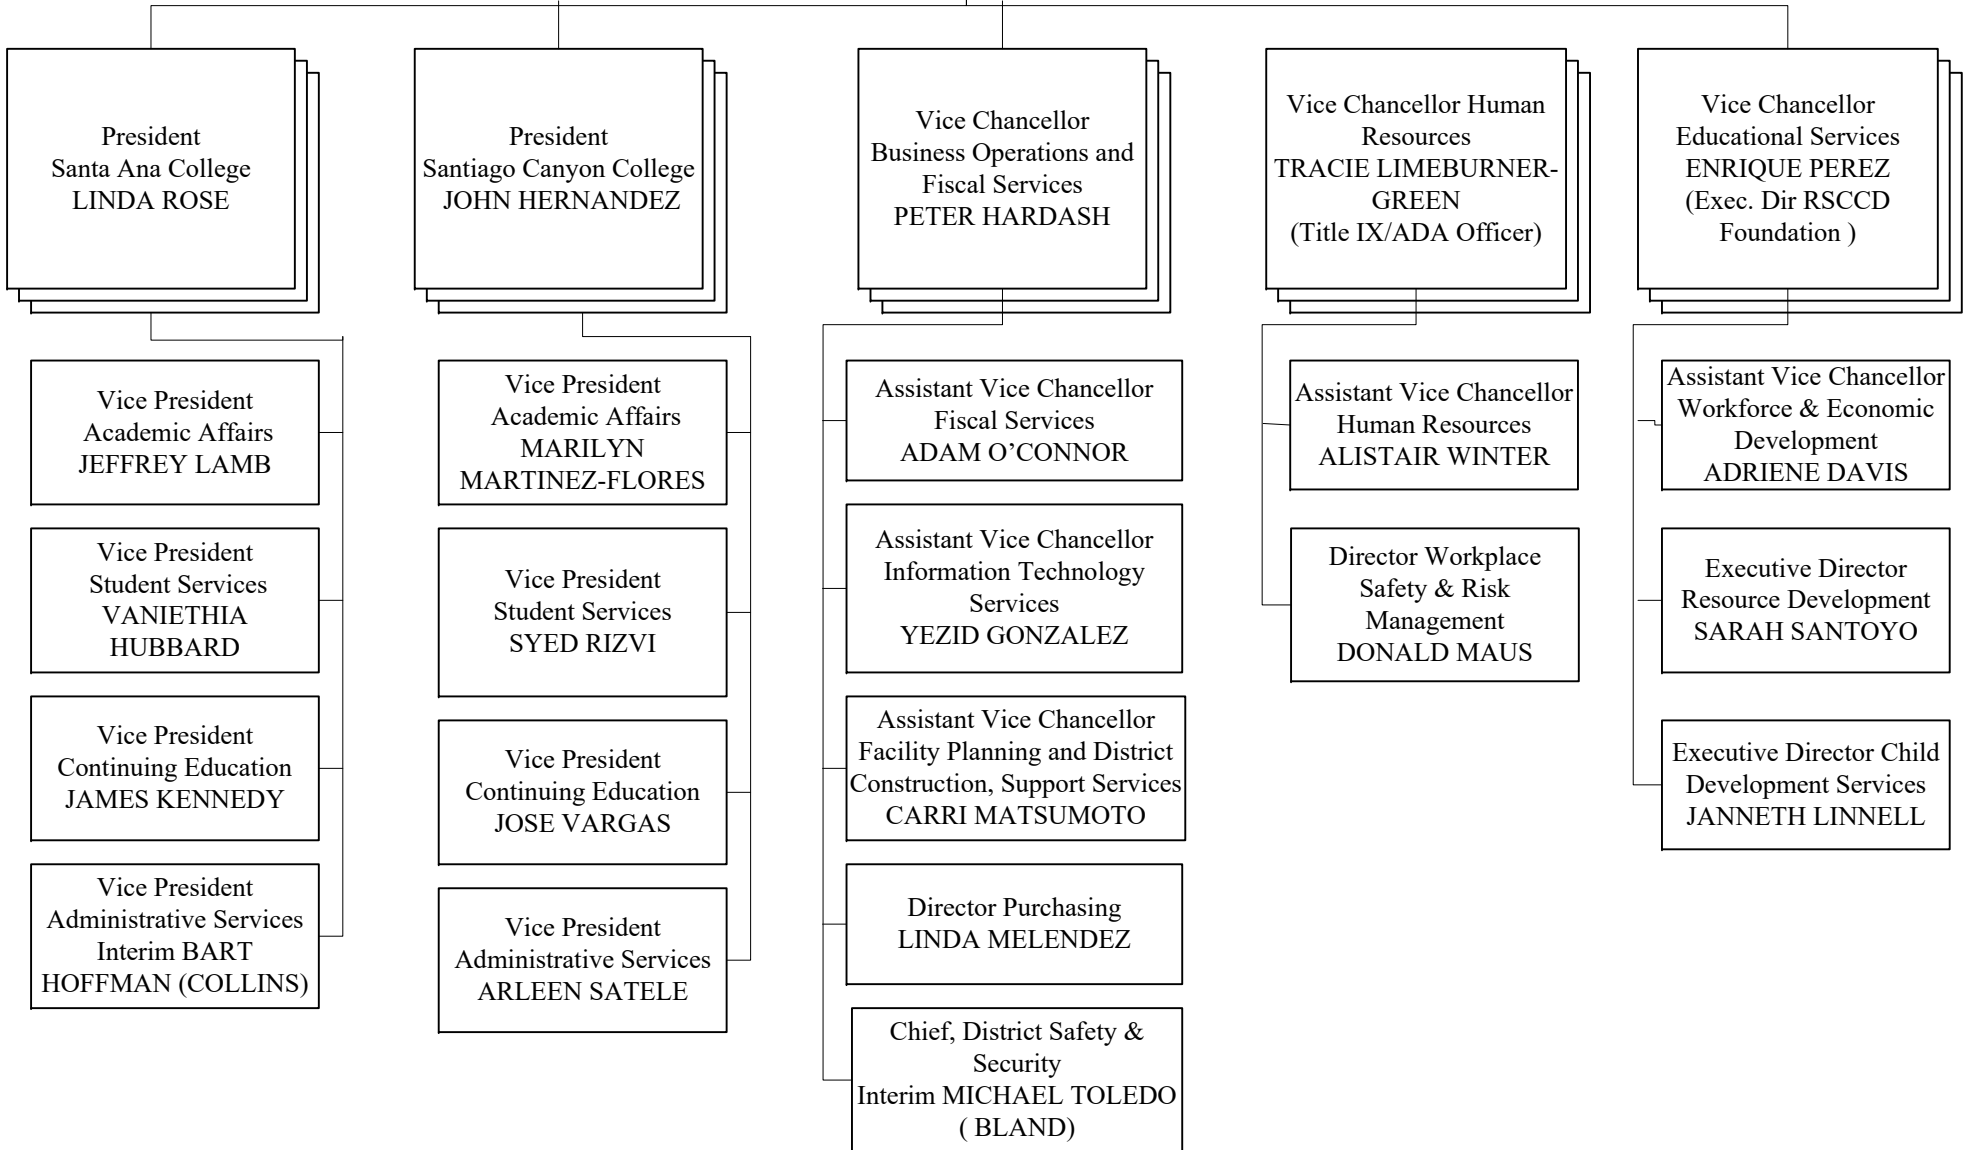 President
Santa Ana College
LINDA ROSE
President
Santiago Canyon College
JOHN HERNANDEZ
Vice Chancellor
Business Operations and
Fiscal Services
PETER HARDASH
Vice Chancellor Human
Resources
TRACIE LIMEBURNER-
GREEN
(Title IX/ADA Officer)
Vice Chancellor
Educational Services
ENRIQUE PEREZ
(Exec. Dir RSCCD
Foundation )
Vice President
Academic Affairs
JEFFREY LAMB
Vice President
Student Services
VANIETHIA
HUBBARD
Vice President
Continuing Education
JAMES KENNEDY
Vice President
Administrative Services
Interim BART
HOFFMAN (COLLINS)
Vice President
Academic Affairs
MARILYN
MARTINEZ-FLORES
Vice President
Student Services
SYED RIZVI
Vice President
Continuing Education
JOSE VARGAS
Vice President
Administrative Services
ARLEEN SATELE
Assistant Vice Chancellor
Fiscal Services
ADAM O’CONNOR
Assistant Vice Chancellor
Information Technology
Services
YEZID GONZALEZ
Assistant Vice Chancellor
Facility Planning and District
Construction, Support Services
CARRI MATSUMOTO
Director Purchasing
LINDA MELENDEZ
Chief, District Safety &
Security
Interim MICHAEL TOLEDO
( BLAND)
Assistant Vice Chancellor
Human Resources
ALISTAIR WINTER
Director Workplace
Safety & Risk
Management
DONALD MAUS
Assistant Vice Chancellor
Workforce & Economic
Development
ADRIENE DAVIS
Executive Director
Resource Development
SARAH SANTOYO
Executive Director Child
Development Services
JANNETH LINNELL